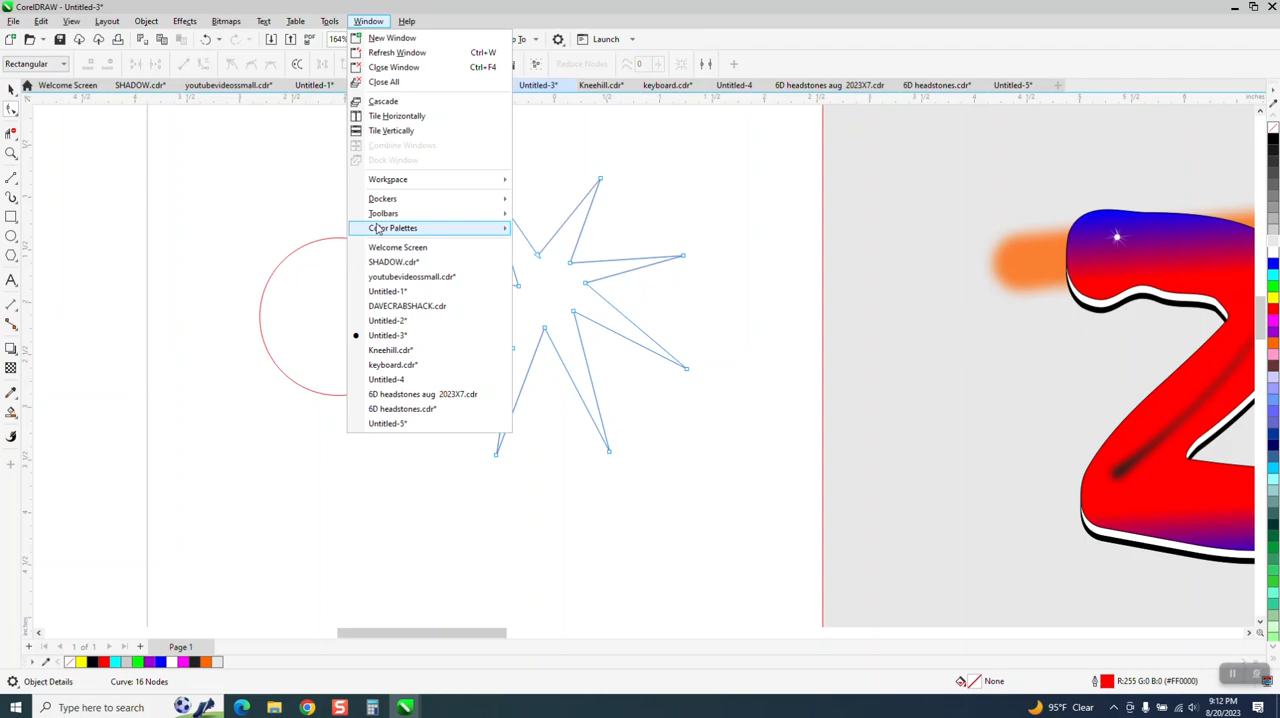 CorelDRAW - Untitled-3*
File Edit View Layout Object Effects Bitmaps Text Table Tools Window Help
164%
Launch
Rectangular
Reduce Nodes
0
Welcome Screen SHADOW.cdr* youtubevideossmall.cdr* Untitled-1* Untitled-3* Kneehill.cdr* keyboard.cdr* Untitled-4 6D headstones aug 2023X7.cdr 6D headstones.cdr* Untitled-5*
inches
New Window
Refresh Window Ctrl+W
Close Window Ctrl+F4
Close All
Cascade
Tile Horizontally
Tile Vertically
Combine Windows
Dock Window
Workspace
Dockers
Toolbars
Color Palettes
Welcome Screen
SHADOW.cdr*
youtubevideossmall.cdr*
Untitled-1*
DAVECRABSHACK.cdr
Untitled-2*
Untitled-3*
Kneehill.cdr*
keyboard.cdr*
Untitled-4
6D headstones aug 2023X7.cdr
6D headstones.cdr*
Untitled-5*
1 of 1
Page 1
Object Details Curve: 16 Nodes None R:255 G:0 B:0 (#FF0000)
Type here to search
95°F Clear
9:12 PM
8/20/2023